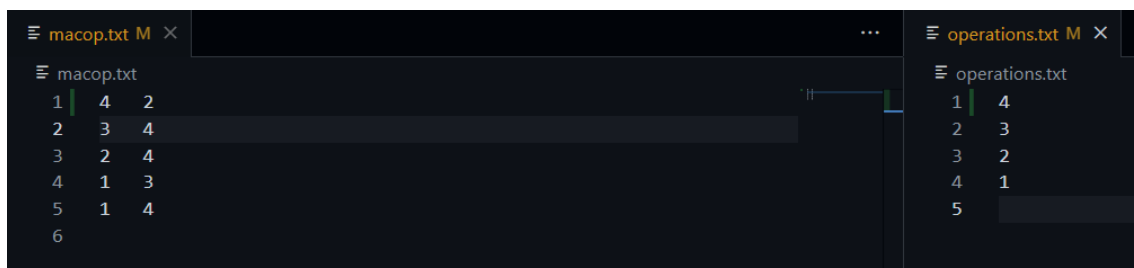 macop.txt M ×
macop.txt
1 4 2
2 3 4
3 2 4
4 1 3
5 1 4
6
operations.txt M ×
operations.txt
1 4
2 3
3 2
4 1
5